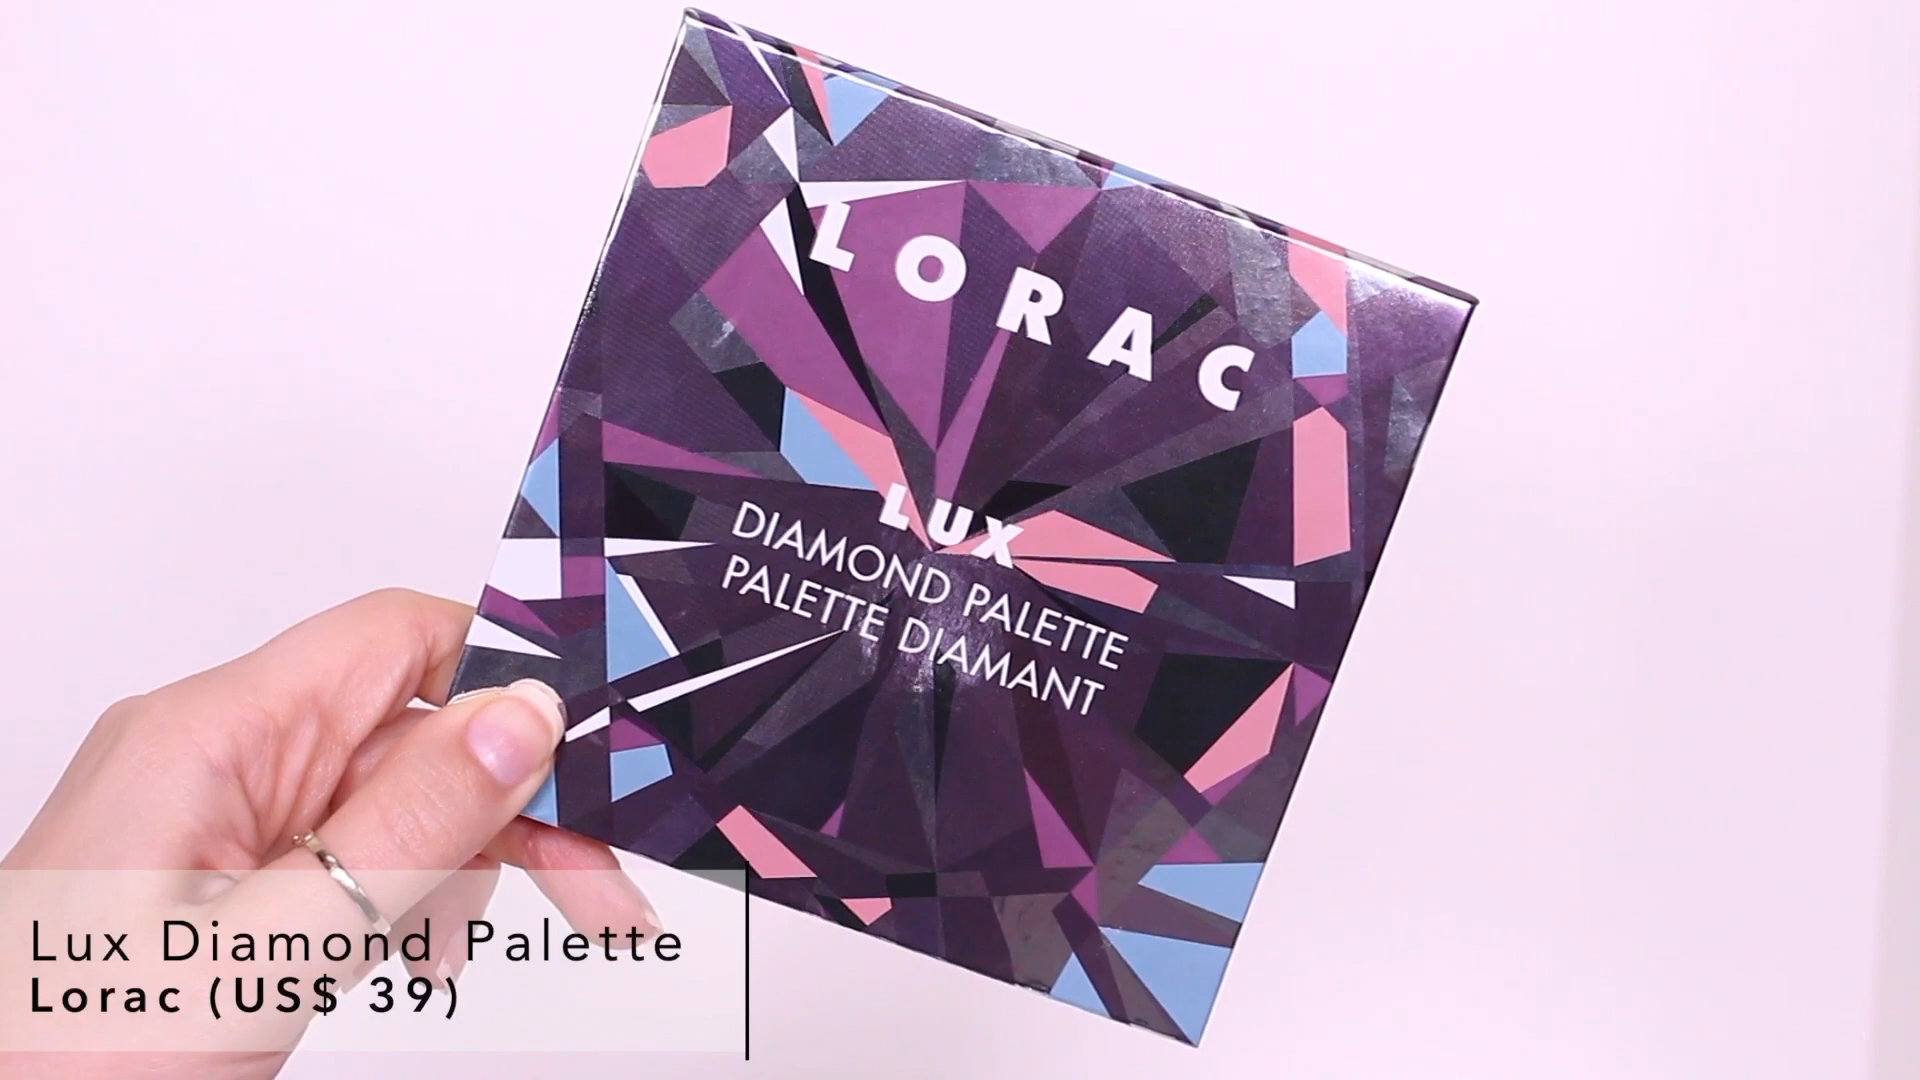 LORAC
LUX
DIAMOND PALETTE
PALETTE DIAMANT
Lux Diamond Palette
Lorac (US$ 39)